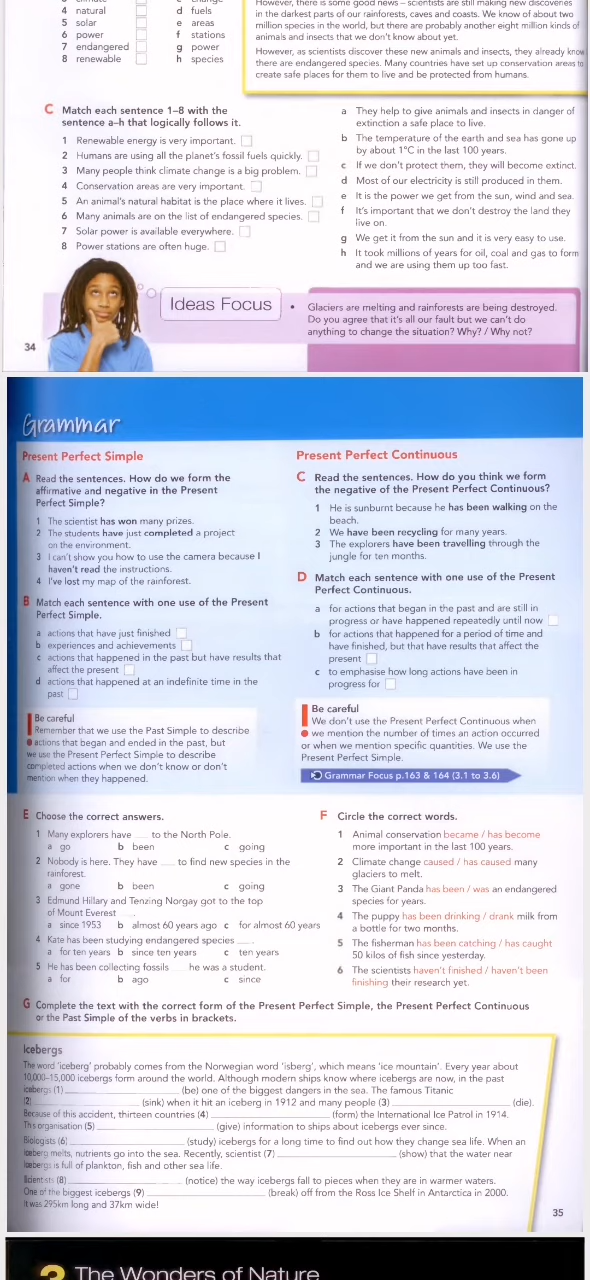 3 climate c change
4 natural d fuels
5 solar e areas
6 power f stations
7 endangered g power
8 renewable h species
However, there is some good news – scientists are still making new discoveries
in the darkest parts of our rainforests, caves and coasts. We know of about two
million species in the world, but there are probably another eight million kinds of
animals and insects that we don't know about yet.
However, as scientists discover these new animals and insects, they already know
there are endangered species. Many countries have set up conservation areas to
create safe places for them to live and be protected from humans.
C Match each sentence 1–8 with the
sentence a–h that logically follows it.
1 Renewable energy is very important.
2 Humans are using all the planet's fossil fuels quickly.
3 Many people think climate change is a big problem.
4 Conservation areas are very important.
5 An animal's natural habitat is the place where it lives.
6 Many animals are on the list of endangered species.
7 Solar power is available everywhere.
8 Power stations are often huge.
a They help to give animals and insects in danger of
extinction a safe place to live.
b The temperature of the earth and sea has gone up
by about 1°C in the last 100 years.
c If we don't protect them, they will become extinct.
d Most of our electricity is still produced in them.
e It is the power we get from the sun, wind and sea.
f It's important that we don't destroy the land they
live on.
g We get it from the sun and it is very easy to use.
h It took millions of years for oil, coal and gas to form
and we are using them up too fast.
Ideas Focus
• Glaciers are melting and rainforests are being destroyed.
Do you agree that it's all our fault but we can't do
anything to change the situation? Why? / Why not?
34
Grammar
Present Perfect Simple
A Read the sentences. How do we form the
affirmative and negative in the Present
Perfect Simple?
1 The scientist has won many prizes.
2 The students have just completed a project
on the environment.
3 I can't show you how to use the camera because I
haven't read the instructions.
4 I've lost my map of the rainforest.
B Match each sentence with one use of the Present
Perfect Simple.
a actions that have just finished
b experiences and achievements
c actions that happened in the past but have results that
affect the present
d actions that happened at an indefinite time in the
past
Be careful
Remember that we use the Past Simple to describe
actions that began and ended in the past, but
we use the Present Perfect Simple to describe
completed actions when we don't know or don't
mention when they happened.
Present Perfect Continuous
C Read the sentences. How do you think we form
the negative of the Present Perfect Continuous?
1 He is sunburnt because he has been walking on the
beach.
2 We have been recycling for many years.
3 The explorers have been travelling through the
jungle for ten months.
D Match each sentence with one use of the Present
Perfect Continuous.
a for actions that began in the past and are still in
progress or have happened repeatedly until now
b for actions that happened for a period of time and
have finished, but that have results that affect the
present
c to emphasise how long actions have been in
progress for
Be careful
We don't use the Present Perfect Continuous when
we mention the number of times an action occurred
or when we mention specific quantities. We use the
Present Perfect Simple.
Grammar Focus p.163 & 164 (3.1 to 3.6)
E Choose the correct answers.
1 Many explorers have ___ to the North Pole.
a go b been c going
2 Nobody is here. They have ___ to find new species in the
rainforest.
a gone b been c going
3 Edmund Hillary and Tenzing Norgay got to the top
of Mount Everest ___.
a since 1953 b almost 60 years ago c for almost 60 years
4 Kate has been studying endangered species ___.
a for ten years b since ten years c ten years
5 He has been collecting fossils ___ he was a student.
a for b ago c since
F Circle the correct words.
1 Animal conservation became / has become
more important in the last 100 years.
2 Climate change caused / has caused many
glaciers to melt.
3 The Giant Panda has been / was an endangered
species for years.
4 The puppy has been drinking / drank milk from
a bottle for two months.
5 The fisherman has been catching / has caught
50 kilos of fish since yesterday.
6 The scientists haven't finished / haven't been
finishing their research yet.
G Complete the text with the correct form of the Present Perfect Simple, the Present Perfect Continuous
or the Past Simple of the verbs in brackets.
Icebergs
The word 'iceberg' probably comes from the Norwegian word 'isberg', which means 'ice mountain'. Every year about
10,000–15,000 icebergs form around the world. Although modern ships know where icebergs are now, in the past
icebergs (1) ___ (be) one of the biggest dangers in the sea. The famous Titanic
(2) ___ (sink) when it hit an iceberg in 1912 and many people (3) ___ (die).
Because of this accident, thirteen countries (4) ___ (form) the International Ice Patrol in 1914.
This organisation (5) ___ (give) information to ships about icebergs ever since.
Biologists (6) ___ (study) icebergs for a long time to find out how they change sea life. When an
iceberg melts, nutrients go into the sea. Recently, scientist (7) ___ (show) that the water near
icebergs is full of plankton, fish and other sea life.
Scientists (8) ___ (notice) the way icebergs fall to pieces when they are in warmer waters.
One of the biggest icebergs (9) ___ (break) off from the Ross Ice Shelf in Antarctica in 2000.
It was 295km long and 37km wide!
35
3 The Wonders of Nature